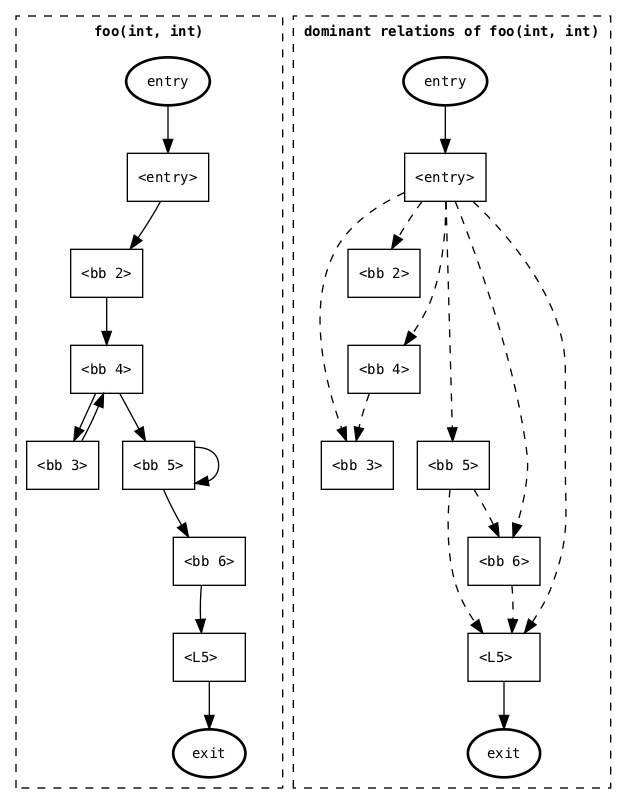 foo(int, int)
entry
<entry>
<bb 2>
<bb 4>
<bb 3>
<bb 5>
<bb 6>
<L5>
exit
dominant relations of foo(int, int)
entry
<entry>
<bb 2>
<bb 4>
<bb 3>
<bb 5>
<bb 6>
<L5>
exit